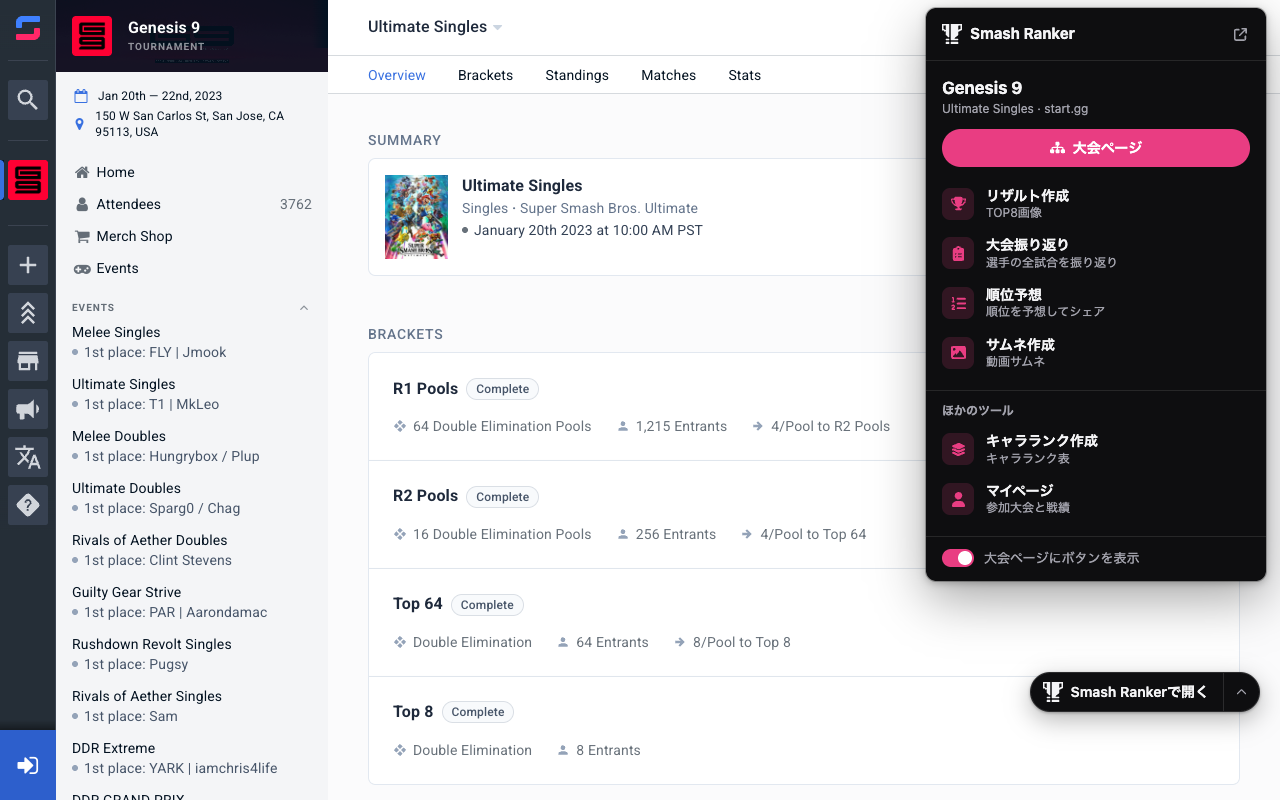 Genesis 9
TOURNAMENT
Jan 20th — 22nd, 2023
150 W San Carlos St, San Jose, CA
95113, USA
Home
Attendees 3762
Merch Shop
Events
EVENTS
Melee Singles
1st place: FLY | Jmook
Ultimate Singles
1st place: T1 | MkLeo
Melee Doubles
1st place: Hungrybox / Plup
Ultimate Doubles
1st place: Sparg0 / Chag
Rivals of Aether Doubles
1st place: Clint Stevens
Guilty Gear Strive
1st place: PAR | Aarondamac
Rushdown Revolt Singles
1st place: Pugsy
Rivals of Aether Singles
1st place: Sam
DDR Extreme
1st place: YARK | iamchris4life
DDR GRAND PRIX
Ultimate Singles
Overview Brackets Standings Matches Stats
SUMMARY
Ultimate Singles
Singles · Super Smash Bros. Ultimate
January 20th 2023 at 10:00 AM PST
BRACKETS
R1 Pools Complete
64 Double Elimination Pools 1,215 Entrants 4/Pool to R2 Pools
R2 Pools Complete
16 Double Elimination Pools 256 Entrants 4/Pool to Top 64
Top 64 Complete
Double Elimination 64 Entrants 8/Pool to Top 8
Top 8 Complete
Double Elimination 8 Entrants
Smash Ranker
Genesis 9
Ultimate Singles · start.gg
大会ページ
リザルト作成
TOP8画像
大会振り返り
選手の全試合を振り返り
順位予想
順位を予想してシェア
サムネ作成
動画サムネ
ほかのツール
キャラランク作成
キャラランク表
マイページ
参加大会と戦績
大会ページにボタンを表示
Smash Rankerで開く